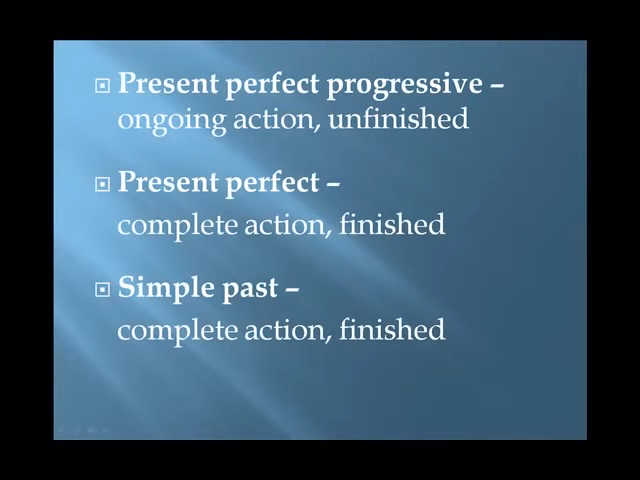 Present perfect progressive –
ongoing action, unfinished
Present perfect –
complete action, finished
Simple past –
complete action, finished